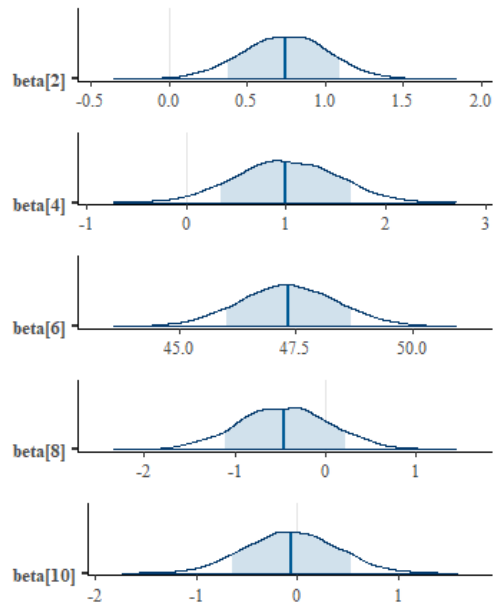 beta[2]
-0.5 0.0 0.5 1.0 1.5 2.0
beta[4]
-1 0 1 2 3
beta[6]
45.0 47.5 50.0
beta[8]
-2 -1 0 1
beta[10]
-2 -1 0 1